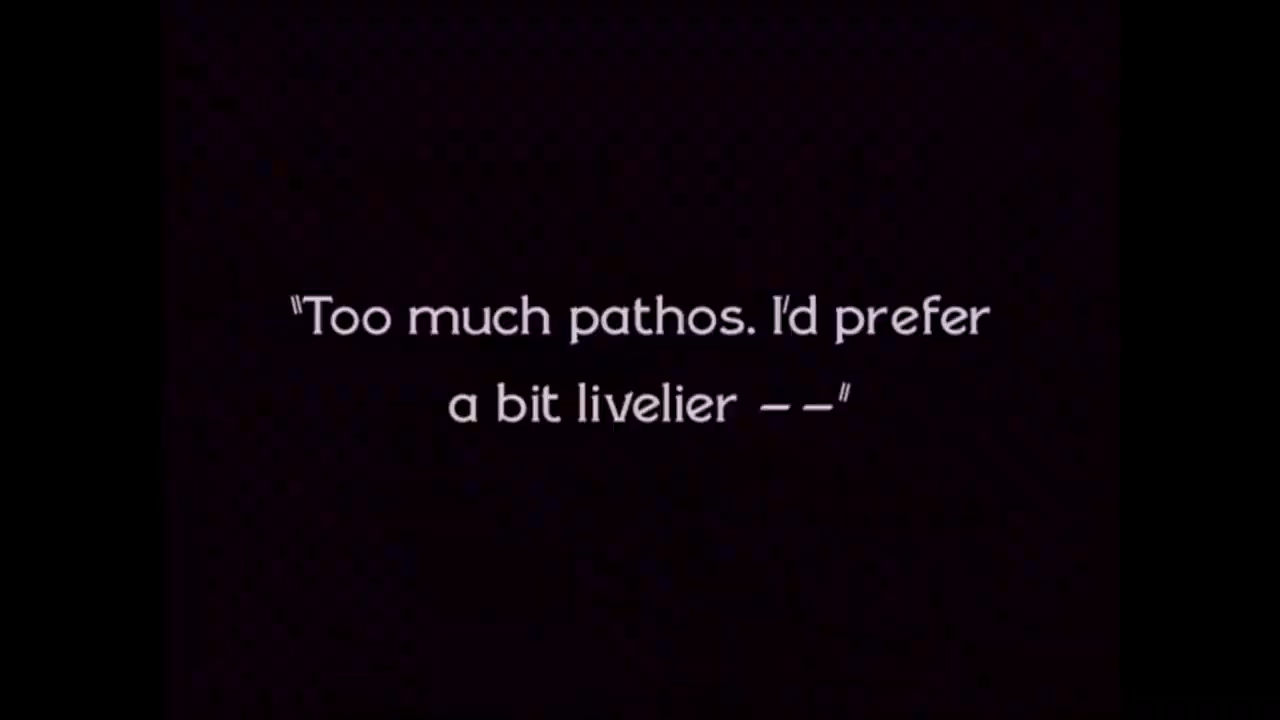 "Too much pathos. I'd prefer
a bit livelier – –"